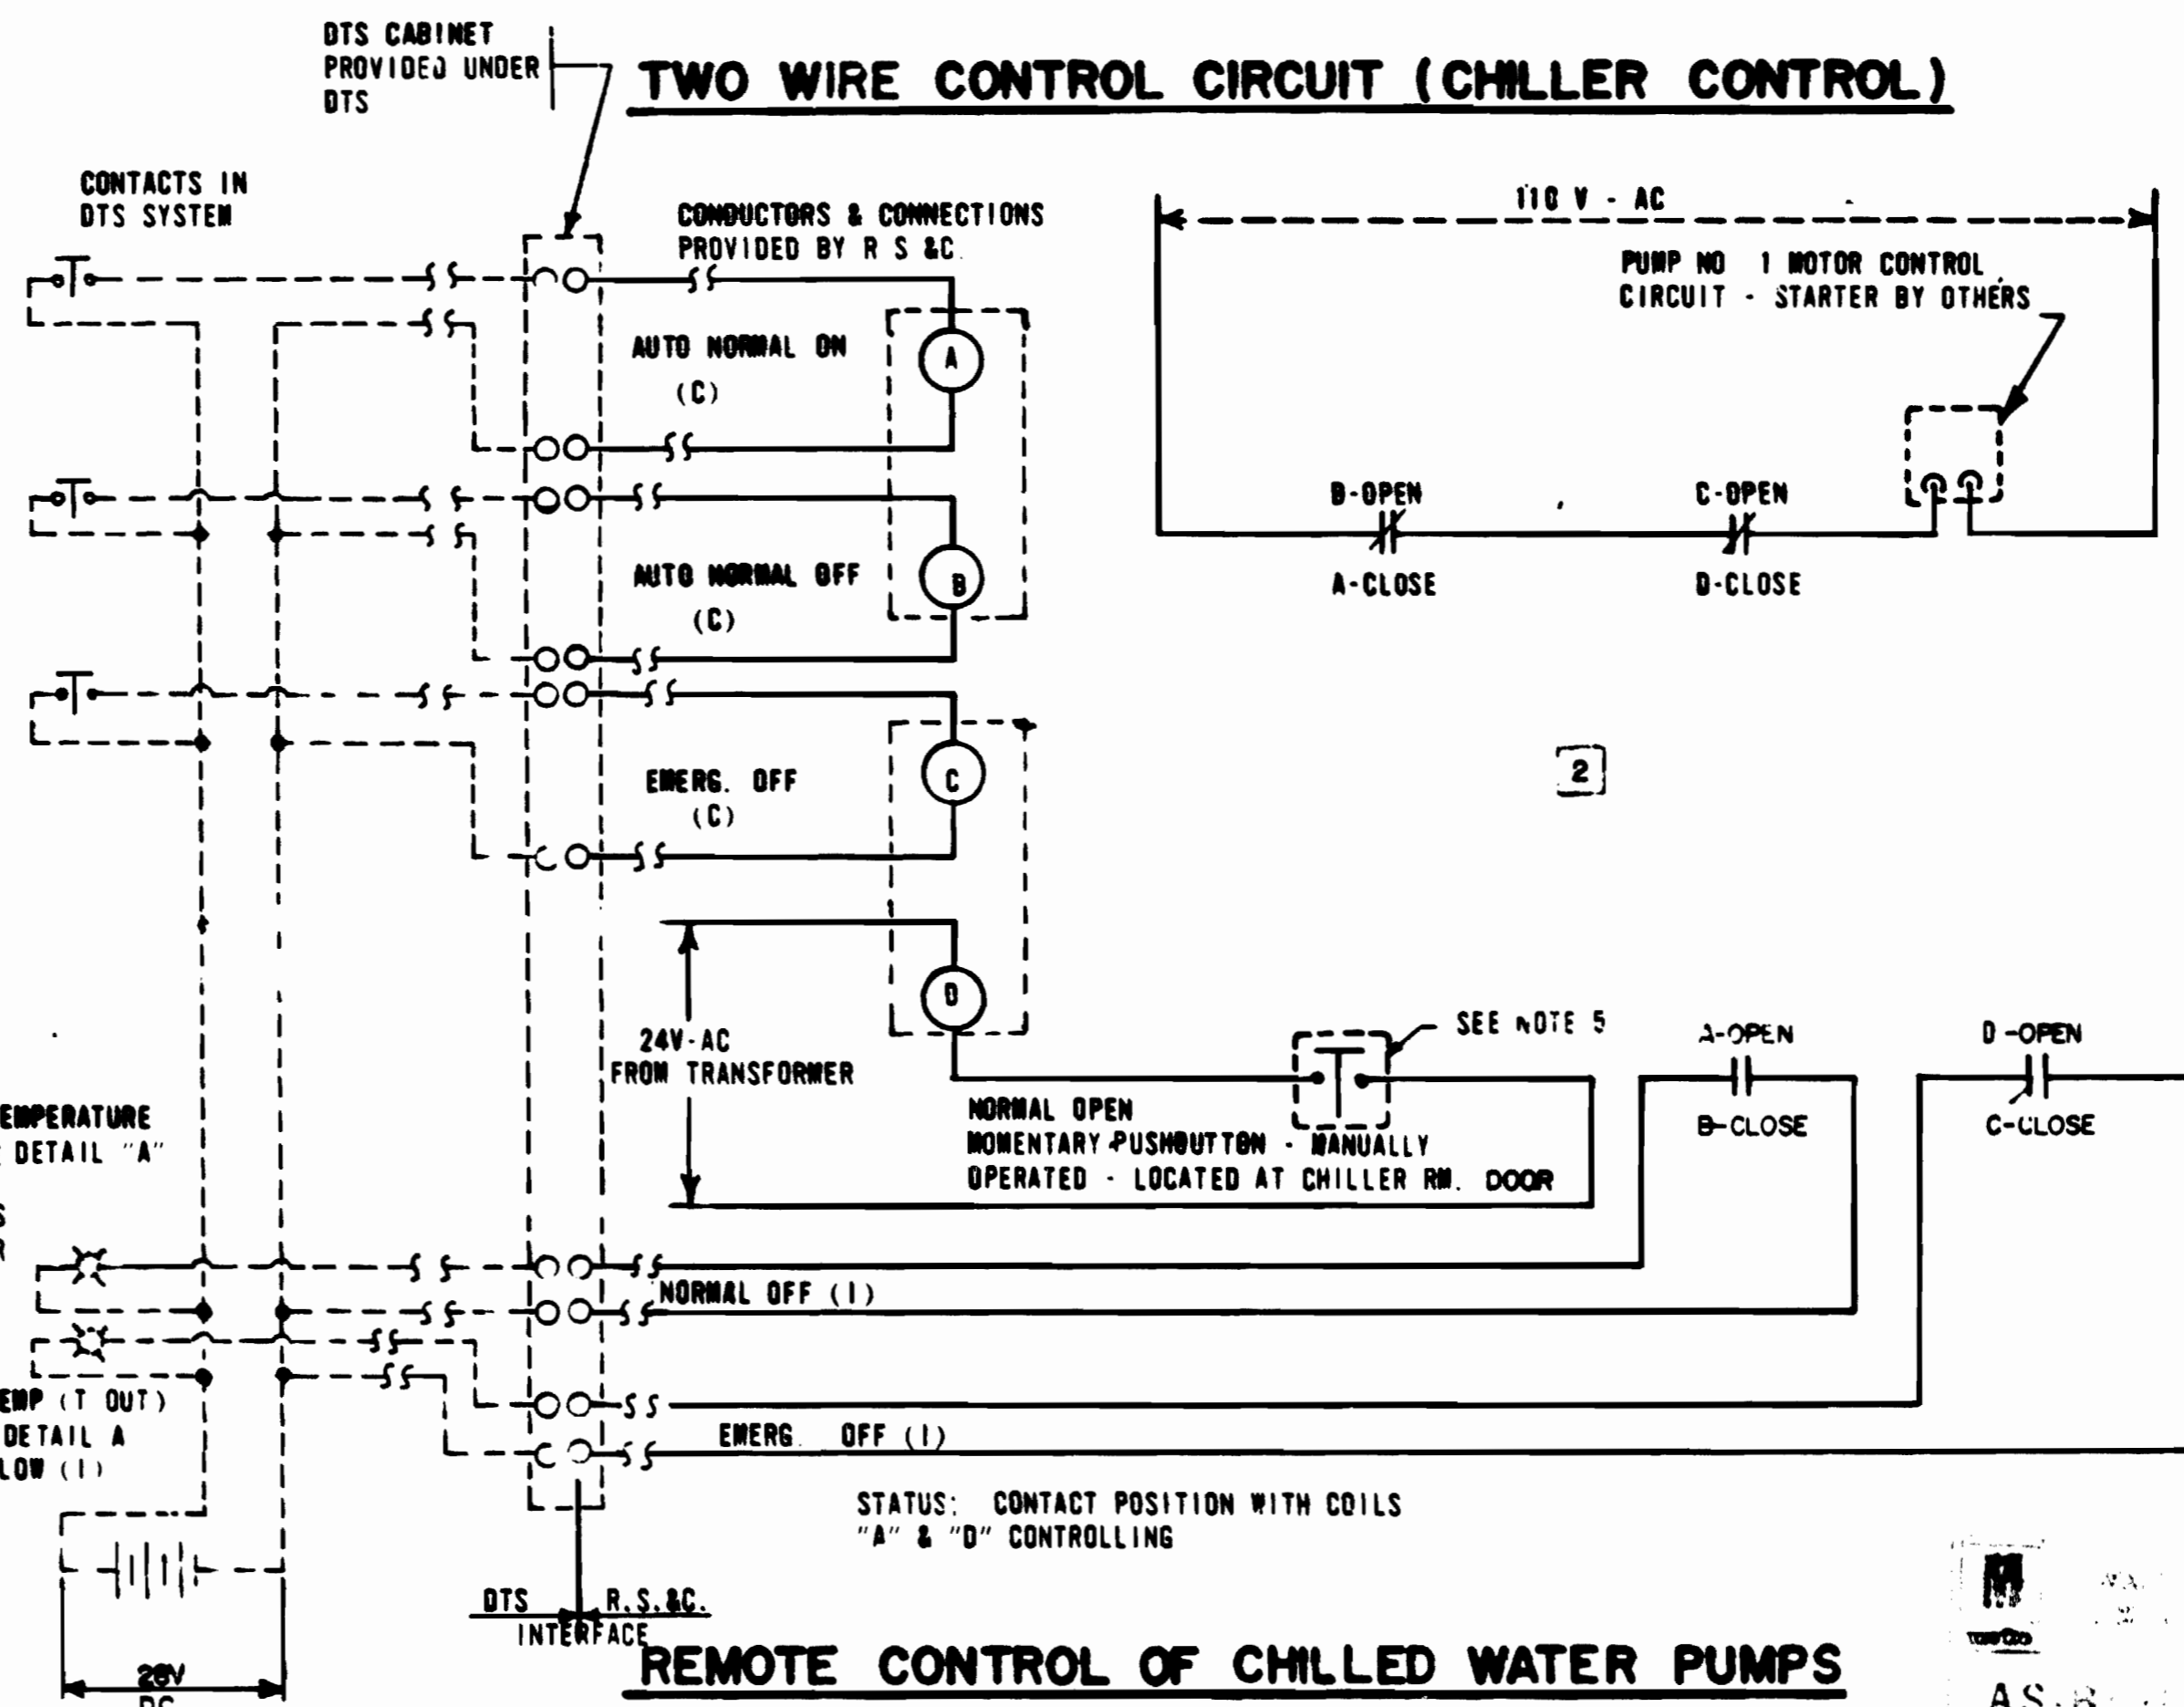 DTS CABINET
PROVIDED UNDER
DTS
TWO WIRE CONTROL CIRCUIT (CHILLER CONTROL)
CONTACTS IN
DTS SYSTEM
CONDUCTORS & CONNECTIONS
PROVIDED BY R S &C.
110 V - AC
PUMP NO 1 MOTOR CONTROL
CIRCUIT - STARTER BY OTHERS
AUTO NORMAL ON
(C)
A
B-OPEN
C-OPEN
A-CLOSE
D-CLOSE
AUTO NORMAL OFF
(C)
B
EMERG. OFF
(C)
C
2
D
24V-AC
FROM TRANSFORMER
SEE NOTE 5
A-OPEN
B-CLOSE
D-OPEN
C-CLOSE
NORMAL OPEN
MOMENTARY PUSHBUTTON - MANUALLY
OPERATED - LOCATED AT CHILLER RM. DOOR
EMPERATURE
DETAIL "A"
S
R
NORMAL OFF (I)
EMP (T OUT)
DETAIL A
LOW (I)
EMERG. OFF (I)
STATUS: CONTACT POSITION WITH COILS
"A" & "D" CONTROLLING
DTS
R.S.&C.
INTERFACE
REMOTE CONTROL OF CHILLED WATER PUMPS
28V
DC
M